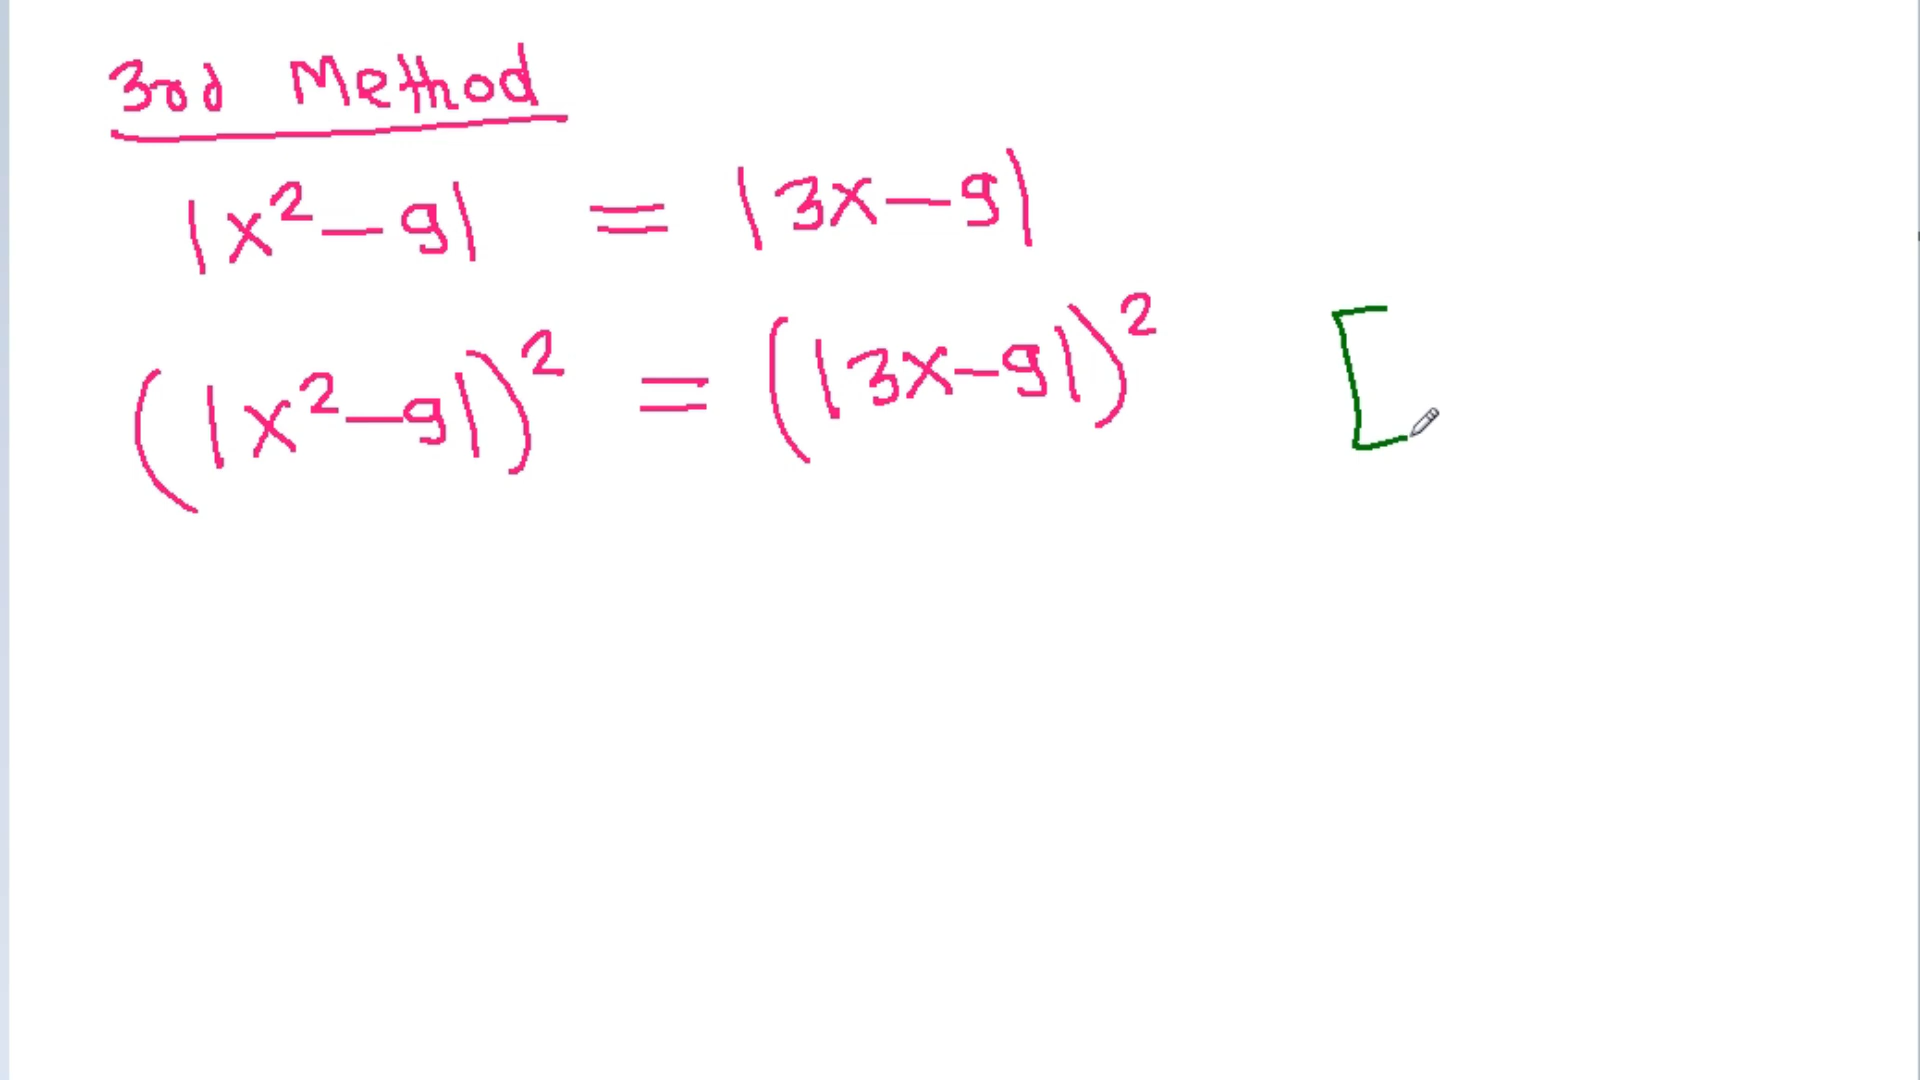 3rd Method
|x² - 9| = |3x - 9|
(|x² - 9|)² = (|3x - 9|)² [